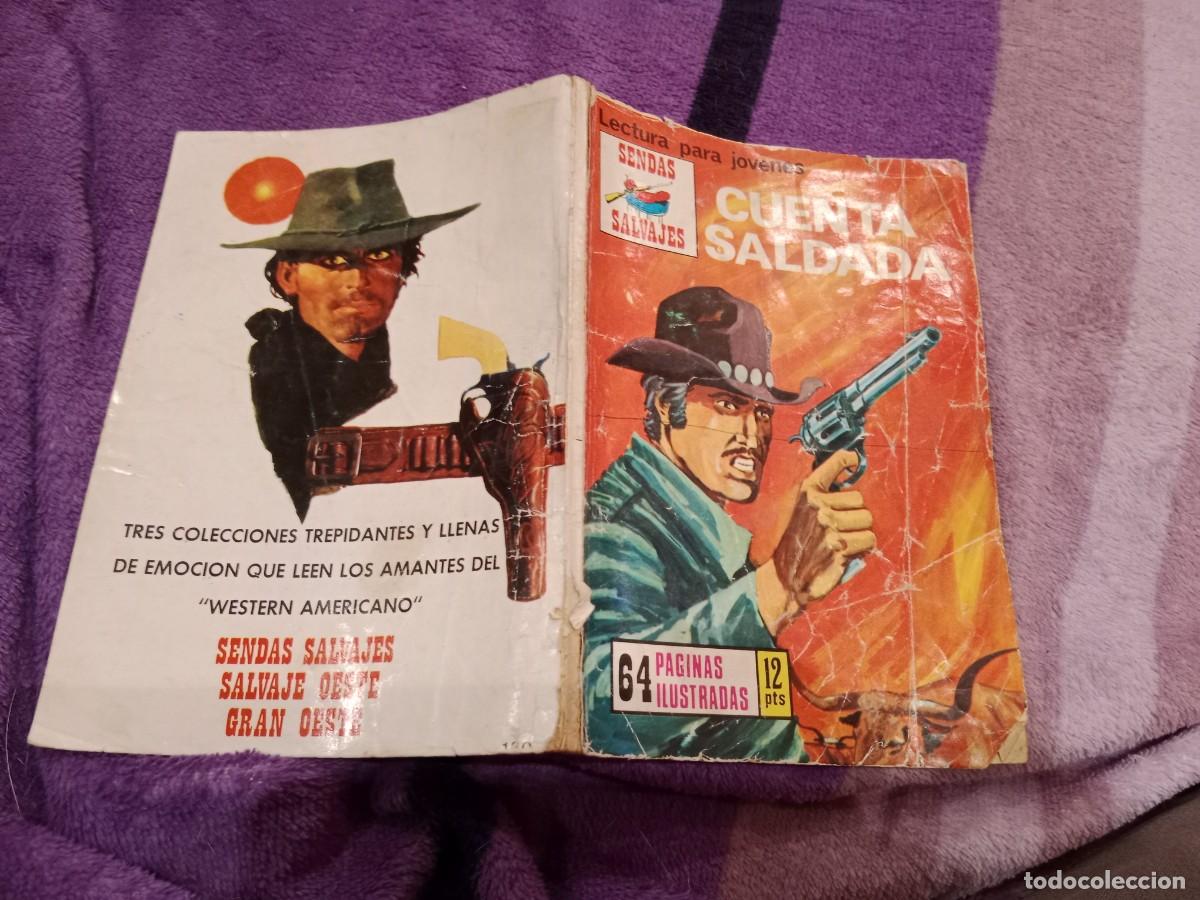 TRES COLECCIONES TREPIDANTES Y LLENAS
DE EMOCION QUE LEEN LOS AMANTES DEL
"WESTERN AMERICANO"
SENDAS SALVAJES
SALVAJE OESTE
GRAN OESTE
Lectura para jovenes
SENDAS
SALVAJES
CUENTA
SALDADA
64 PAGINAS
ILUSTRADAS
12
pts
todocoleccion